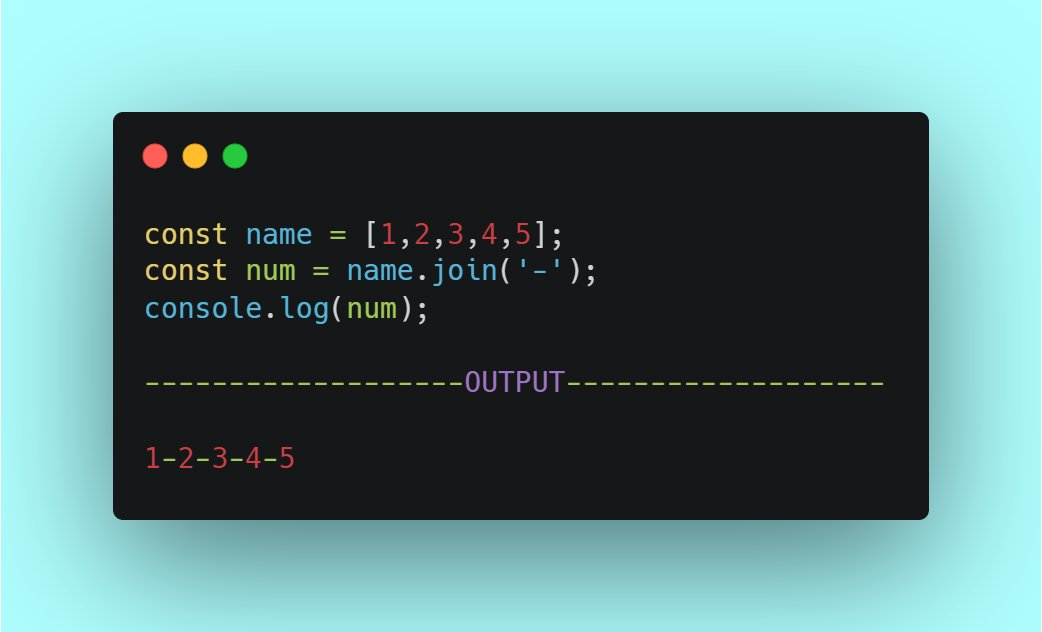 const name = [1,2,3,4,5];
const num = name.join('-');
console.log(num);
-------------------OUTPUT-------------------
1-2-3-4-5